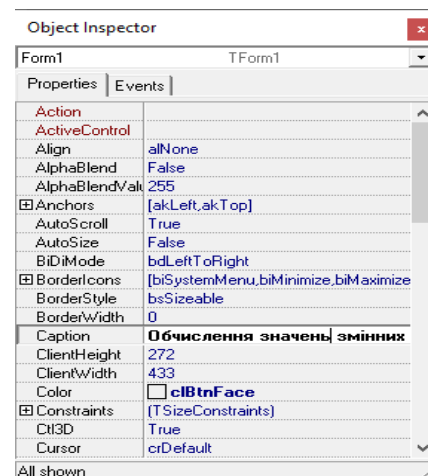 Object Inspector
Form1 TForm1
Properties Events
Action
ActiveControl
Align alNone
AlphaBlend False
AlphaBlendValu 255
Anchors [akLeft,akTop]
AutoScroll True
AutoSize False
BiDiMode bdLeftToRight
BorderIcons [biSystemMenu,biMinimize,biMaximize
BorderStyle bsSizeable
BorderWidth 0
Caption Обчислення значень змінних
ClientHeight 272
ClientWidth 433
Color clBtnFace
Constraints (TSizeConstraints)
Ctl3D True
Cursor crDefault
All shown